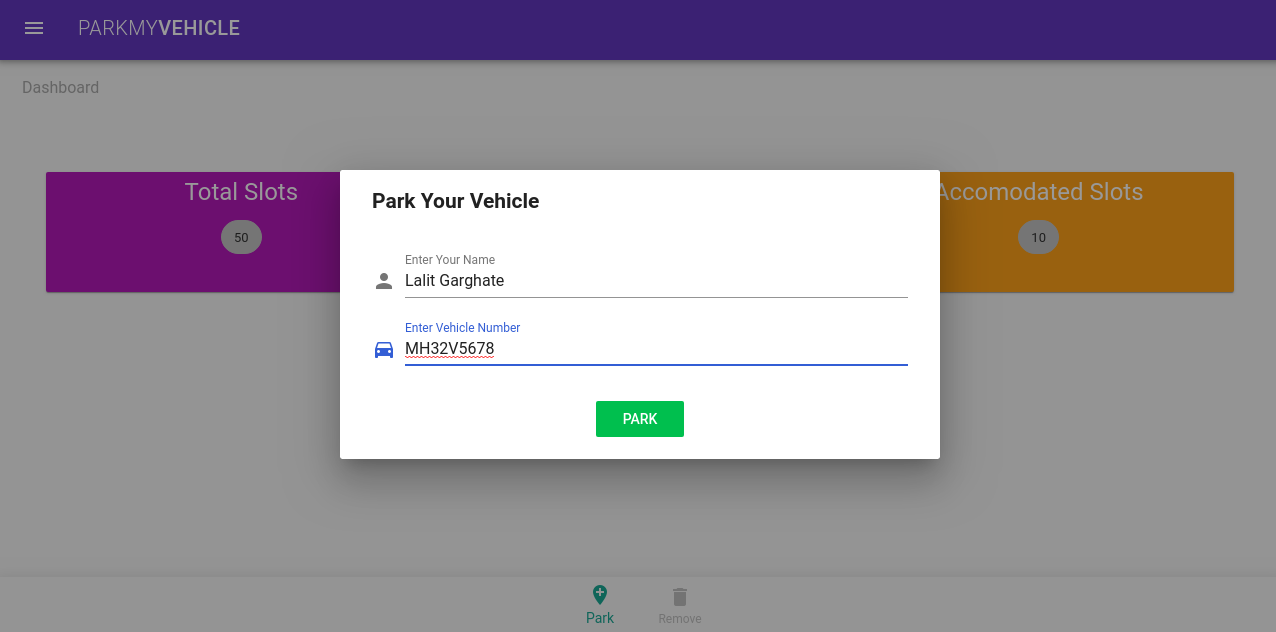 PARKMYVEHICLE
Dashboard
Total Slots
50
Accomodated Slots
10
Park Your Vehicle
Enter Your Name
Lalit Garghate
Enter Vehicle Number
MH32V5678
PARK
Park
Remove